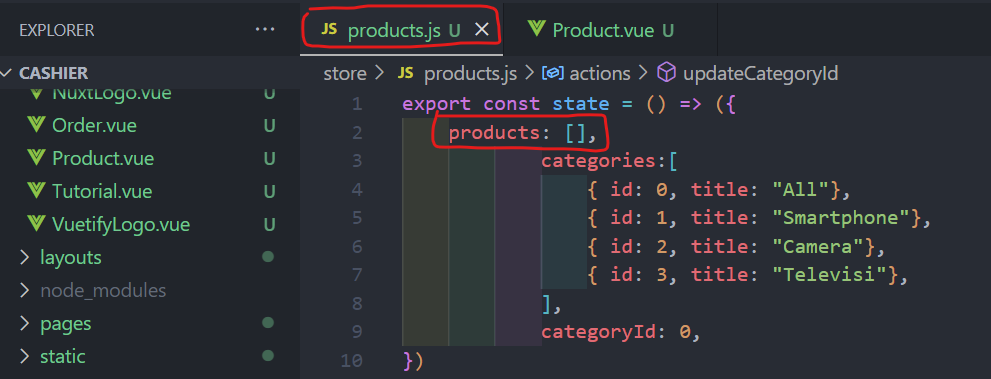 EXPLORER ...
CASHIER
NuxtLogo.vue U
Order.vue U
Product.vue U
Tutorial.vue U
VuetifyLogo.vue U
layouts
node_modules
pages
static
JS products.js U Product.vue U
store > JS products.js > actions > updateCategoryId
1 export const state = () => ({
2 products: [],
3 categories:[
4 { id: 0, title: "All"},
5 { id: 1, title: "Smartphone"},
6 { id: 2, title: "Camera"},
7 { id: 3, title: "Televisi"},
8 ],
9 categoryId: 0,
10 })